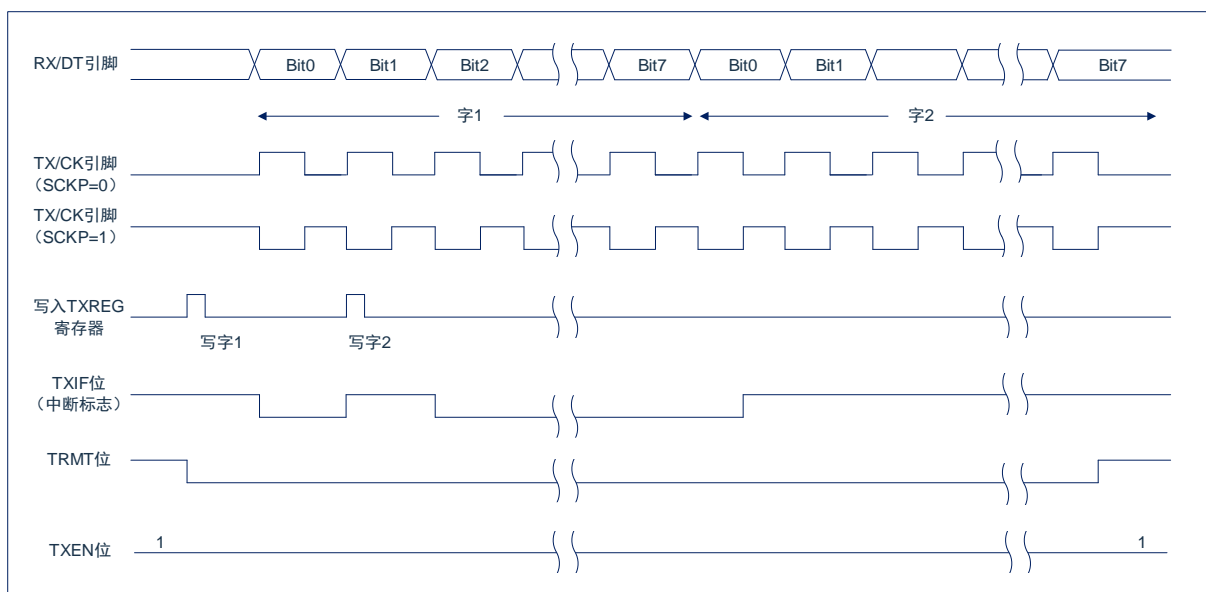 RX/DT引脚
Bit0 Bit1 Bit2 Bit7 Bit0 Bit1 Bit7
字1 字2
TX/CK引脚
（SCKP=0）
TX/CK引脚
（SCKP=1）
写入TXREG
寄存器
写字1 写字2
TXIF位
（中断标志）
TRMT位
TXEN位
1 1